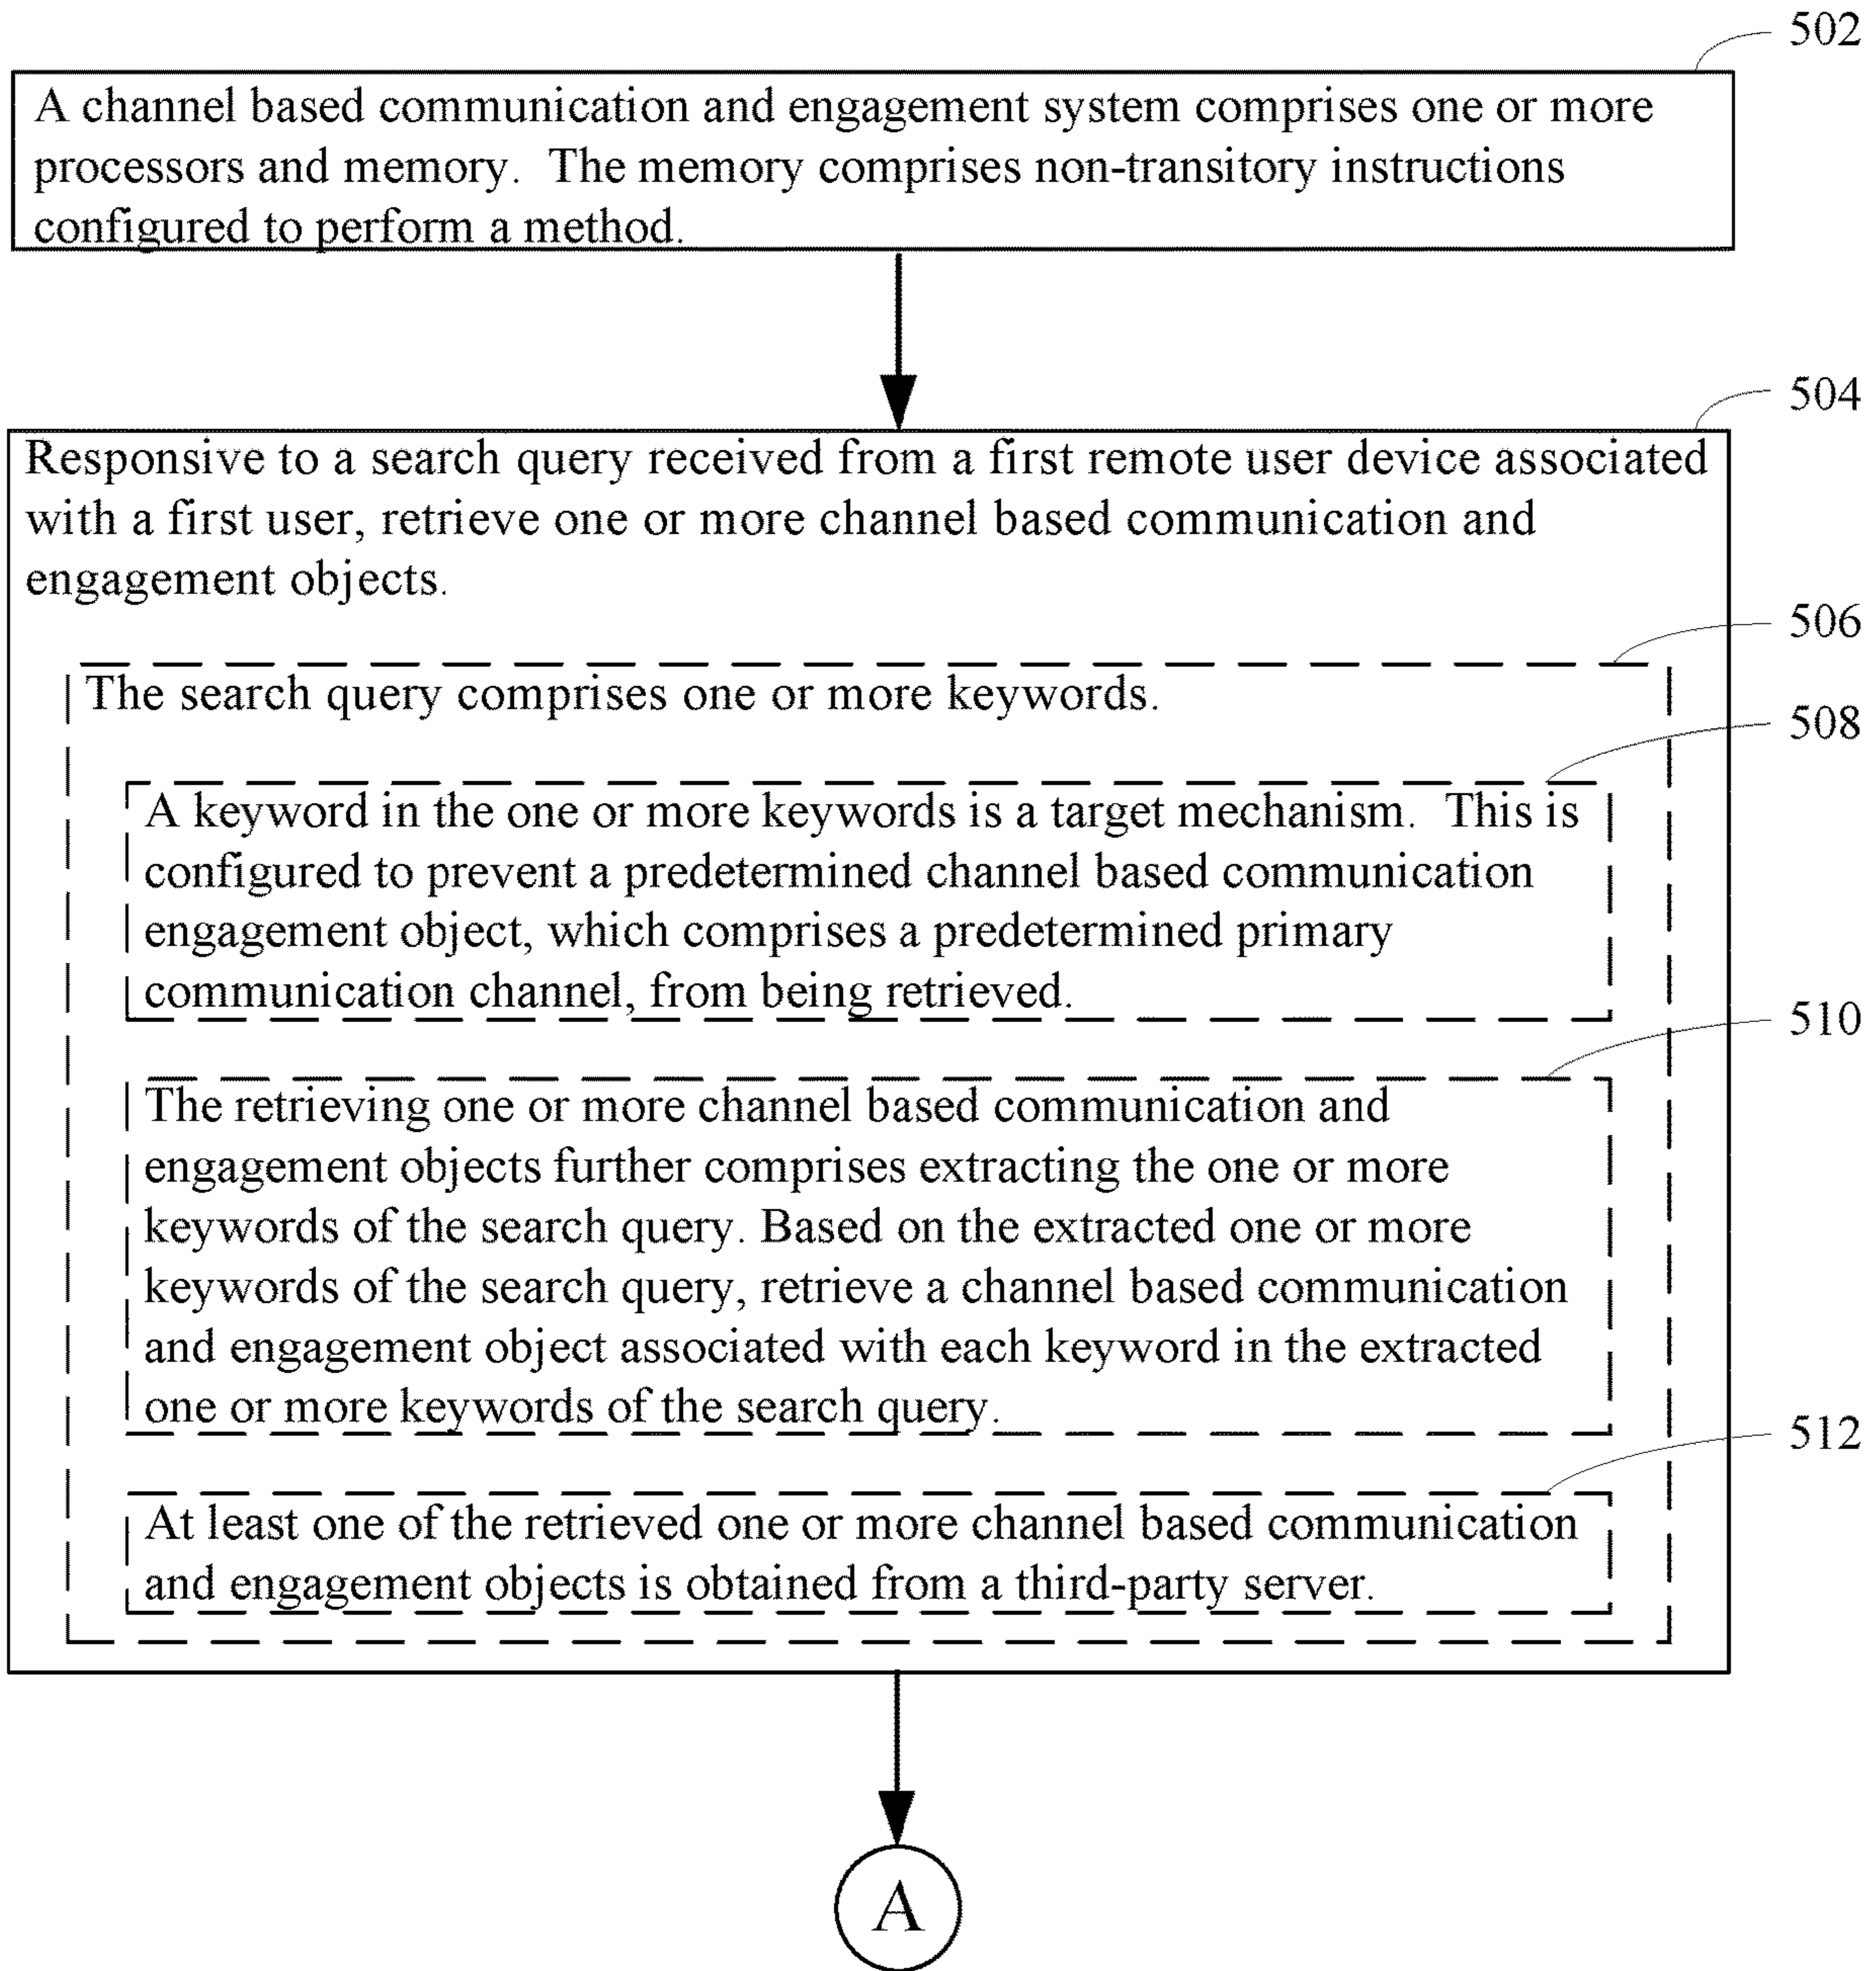 502
A channel based communication and engagement system comprises one or more
processors and memory.  The memory comprises non-transitory instructions
configured to perform a method.
504
Responsive to a search query received from a first remote user device associated
with a first user, retrieve one or more channel based communication and
engagement objects.
506
The search query comprises one or more keywords.
508
A keyword in the one or more keywords is a target mechanism.  This is
configured to prevent a predetermined channel based communication
engagement object, which comprises a predetermined primary
communication channel, from being retrieved.
510
The retrieving one or more channel based communication and
engagement objects further comprises extracting the one or more
keywords of the search query. Based on the extracted one or more
keywords of the search query, retrieve a channel based communication
and engagement object associated with each keyword in the extracted
one or more keywords of the search query.
512
At least one of the retrieved one or more channel based communication
and engagement objects is obtained from a third-party server.
A